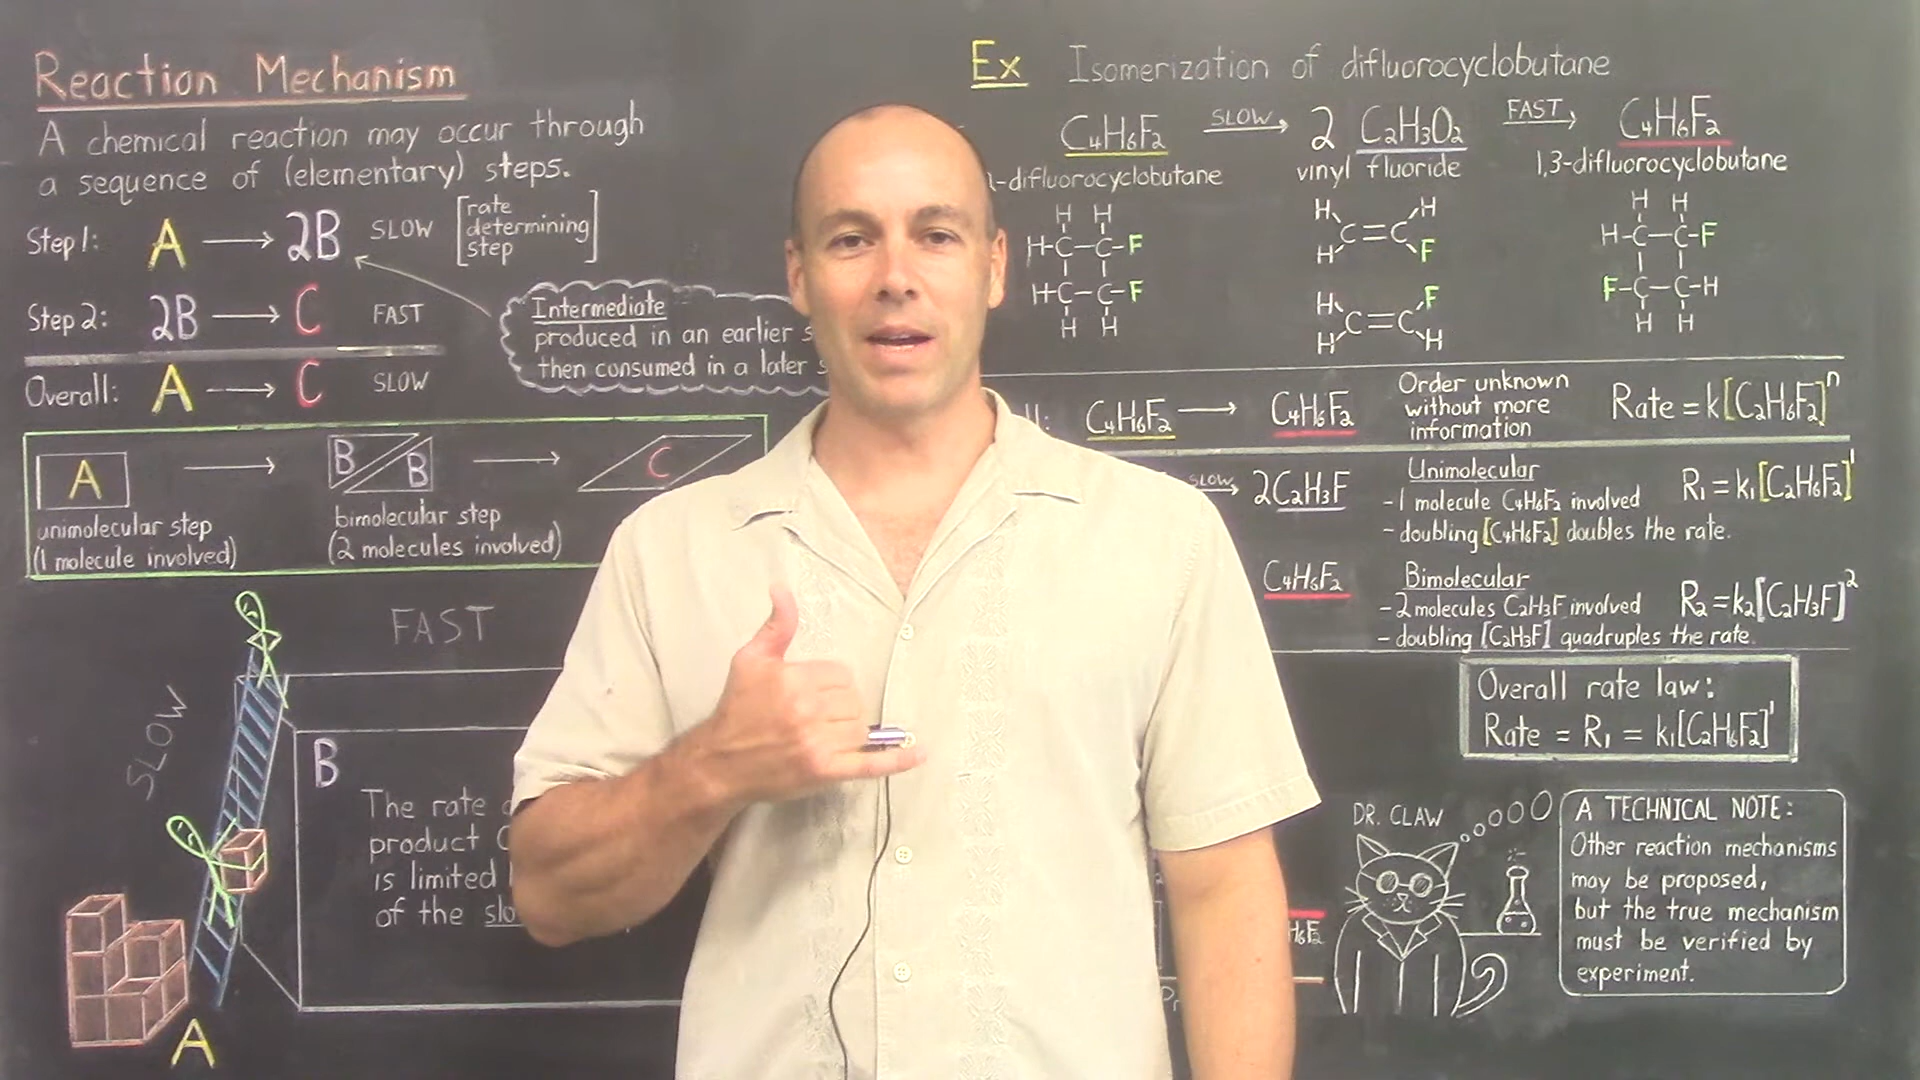 Reaction Mechanism
A chemical reaction may occur through
a sequence of (elementary) steps.
Step 1: A → 2B SLOW [rate determining step]
Step 2: 2B → C FAST
Overall: A → C SLOW
Intermediate
produced in an earlier
then consumed in a later
A → B B → C
unimolecular step
(1 molecule involved)
bimolecular step
(2 molecules involved)
FAST
SLOW
B
The rate
product C
is limited
of the
A
Ex Isomerization of difluorocyclobutane
C4H6F2 SLOW→ 2 C2H3O2 FAST→ C4H6F2
-difluorocyclobutane vinyl fluoride 1,3-difluorocyclobutane
H H
H-C-C-F
H-C-C-F
H H
H H
C=C
H F
H F
C=C
H H
H H
H-C-C-F
F-C-C-H
H H
C4H6F2 → C4H6F2
Order unknown
without more
information
Rate = k[C2H6F2]ⁿ
SLOW→ 2C2H3F
Unimolecular
- 1 molecule C4H6F2 involved
- doubling [C4H6F2] doubles the rate.
R1 = k1[C2H6F2]¹
C4H6F2
Bimolecular
- 2 molecules C2H3F involved
- doubling [C2H3F] quadruples the rate.
R2 = k2[C2H3F]²
Overall rate law:
Rate = R1 = k1[C2H6F2]¹
DR. CLAW
A TECHNICAL NOTE:
Other reaction mechanisms
may be proposed,
but the true mechanism
must be verified by
experiment.